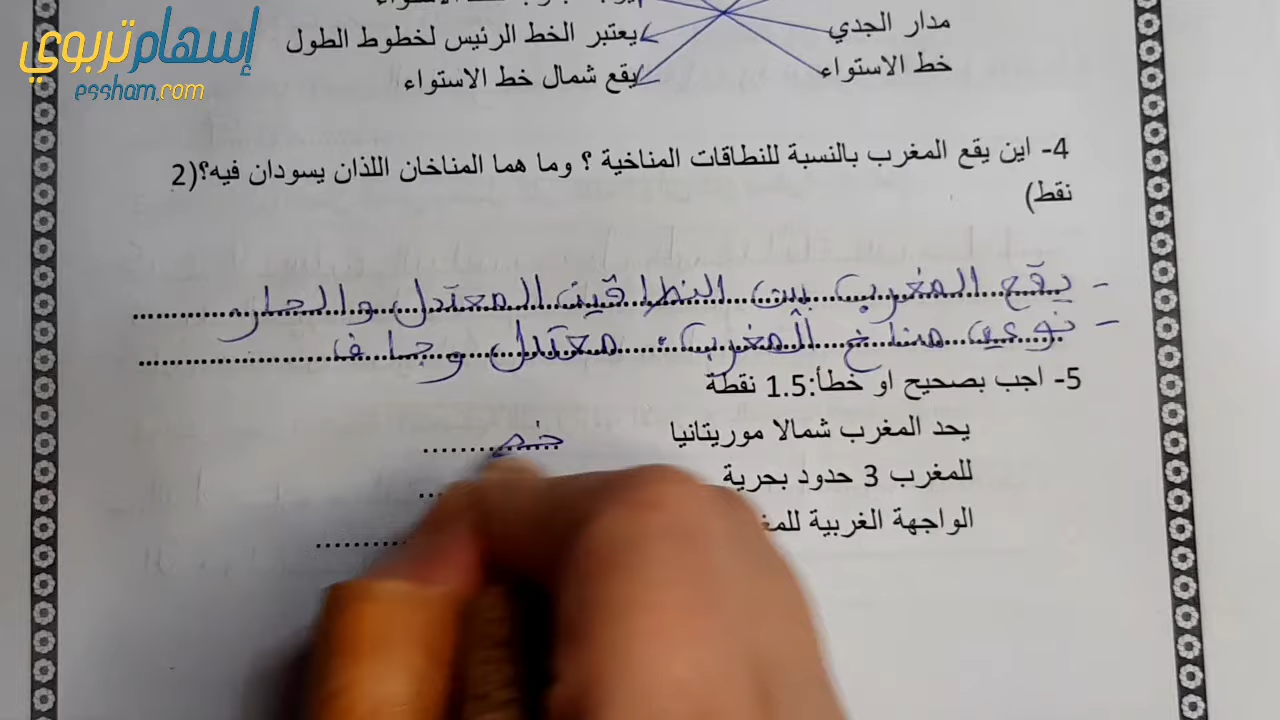 إسهام تربوي
essham.com
مدار الجدي
يعتبر الخط الرئيس لخطوط الطول
خط الاستواء
يقع شمال خط الاستواء
4- اين يقع المغرب بالنسبة للنطاقات المناخية ؟ وما هما المناخان اللذان يسودان فيه؟(2
نقط)
- يقع المغرب بين النطاقين المعتدل والحار.
- نوعين مناخ المغرب: معتدل وجاف
5- اجب بصحيح او خطأ:1.5 نقطة
يحد المغرب شمالا موريتانيا ..............
للمغرب 3 حدود بحرية ...
الواجهة الغربية ..........